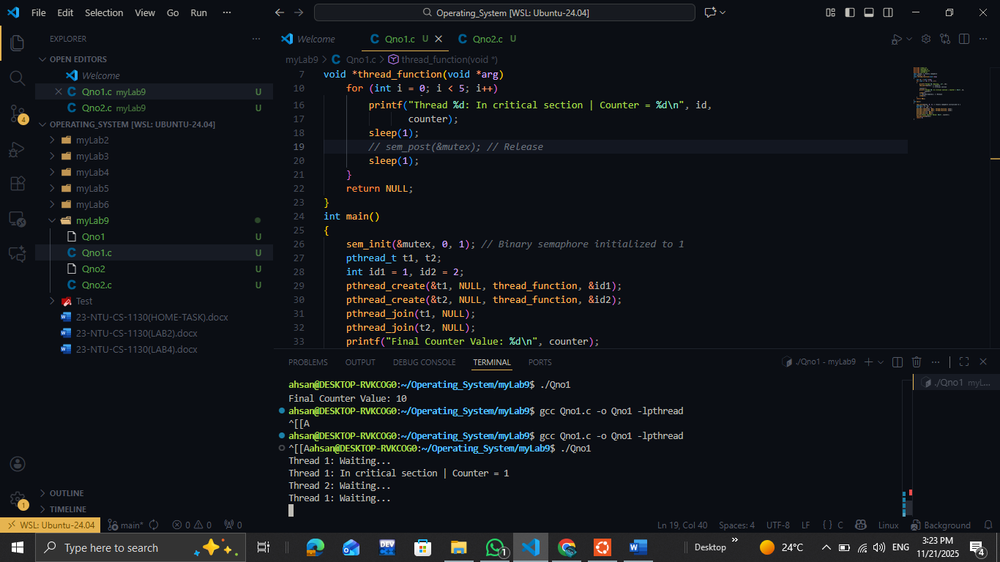 File Edit Selection View Go Run ··· Operating_System [WSL: Ubuntu-24.04]
EXPLORER ···
OPEN EDITORS
Welcome
Qno1.c myLab9 U
Qno2.c myLab9 U
OPERATING_SYSTEM [WSL: UBUNTU-24.04]
myLab2
myLab3
myLab4
myLab5
myLab6
myLab9
Qno1 U
Qno1.c U
Qno2 U
Qno2.c U
Test
23-NTU-CS-1130(HOME-TASK).docx
23-NTU-CS-1130(LAB2).docx
23-NTU-CS-1130(LAB4).docx
OUTLINE
TIMELINE
4
1
Welcome Qno1.c U Qno2.c U
myLab9 > Qno1.c > thread_function(void *)
7 void *thread_function(void *arg)
10 for (int i = 0; i < 5; i++)
16 printf("Thread %d: In critical section | Counter = %d\n", id,
17 counter);
18 sleep(1);
19 // sem_post(&mutex); // Release
20 sleep(1);
21 }
22 return NULL;
23 }
24 int main()
25 {
26 sem_init(&mutex, 0, 1); // Binary semaphore initialized to 1
27 pthread_t t1, t2;
28 int id1 = 1, id2 = 2;
29 pthread_create(&t1, NULL, thread_function, &id1);
30 pthread_create(&t2, NULL, thread_function, &id2);
31 pthread_join(t1, NULL);
32 pthread_join(t2, NULL);
33 printf("Final Counter Value: %d\n", counter);
PROBLEMS OUTPUT DEBUG CONSOLE TERMINAL PORTS ./Qno1 - myLab9
ahsan@DESKTOP-RVKCOG0:~/Operating_System/myLab9$ ./Qno1
Final Counter Value: 10
ahsan@DESKTOP-RVKCOG0:~/Operating_System/myLab9$ gcc Qno1.c -o Qno1 -lpthread
^[[A
ahsan@DESKTOP-RVKCOG0:~/Operating_System/myLab9$ gcc Qno1.c -o Qno1 -lpthread
^[[Aahsan@DESKTOP-RVKCOG0:~/Operating_System/myLab9$ ./Qno1
Thread 1: Waiting...
Thread 1: In critical section | Counter = 1
Thread 2: Waiting...
Thread 1: Waiting...
./Qno1 myL...
WSL: Ubuntu-24.04 main* 0 0 0 Ln 19, Col 40 Spaces: 4 UTF-8 LF { } C Linux Background
Type here to search DEV 1 Desktop 24°C ENG 3:23 PM
11/21/2025 4